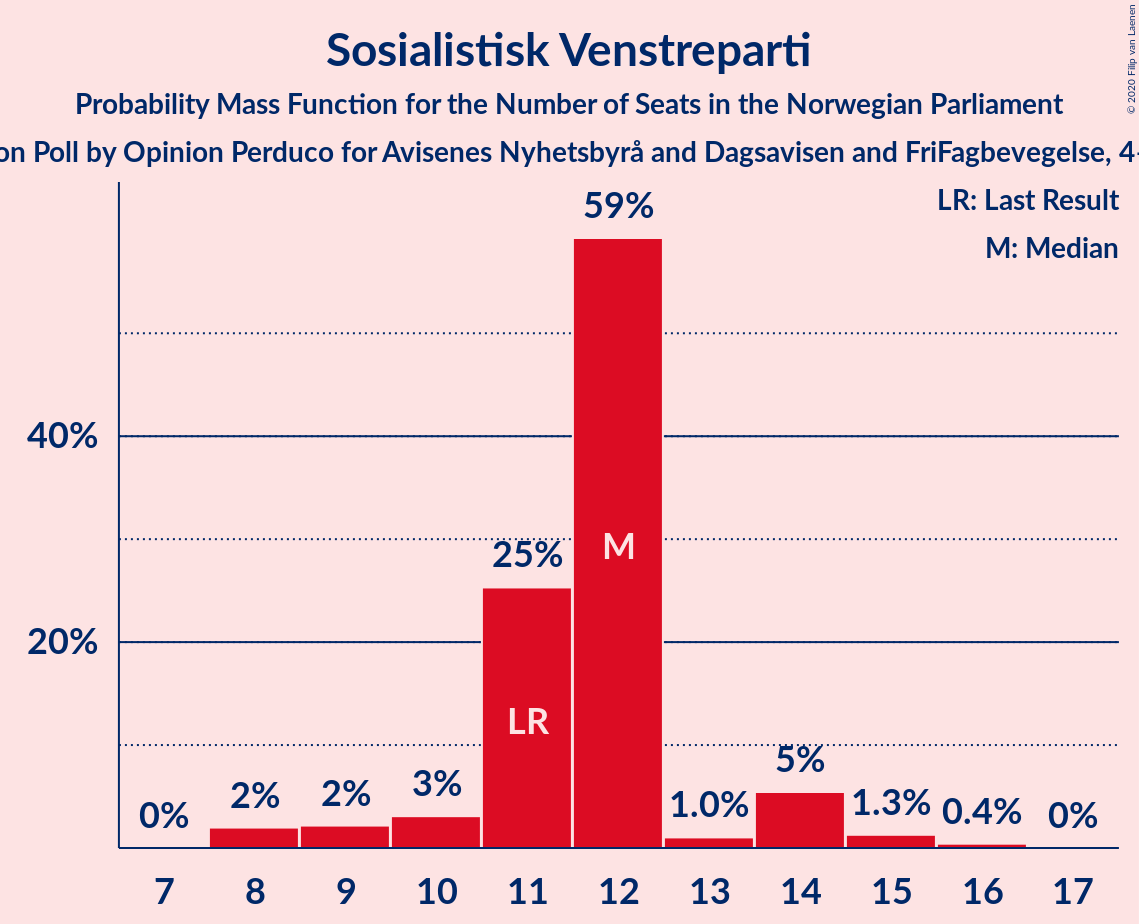 Sosialistisk Venstreparti
Probability Mass Function for the Number of Seats in the Norwegian Parliament
on Poll by Opinion Perduco for Avisenes Nyhetsbyrå and Dagsavisen and FriFagbevegelse, 4-
© 2020 Filip van Laenen
LR: Last Result
M: Median
59%
40%
25%
M
20%
LR
0% 2% 2% 3% 1.0% 5% 1.3% 0.4% 0%
7 8 9 10 11 12 13 14 15 16 17